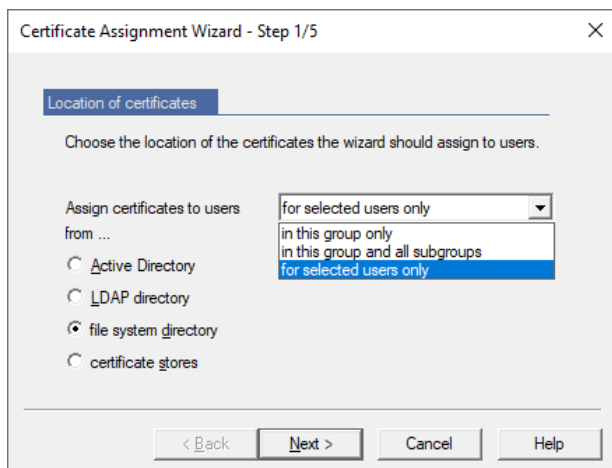 Certificate Assignment Wizard - Step 1/5
Location of certificates
Choose the location of the certificates the wizard should assign to users.
Assign certificates to users for selected users only
from ...
in this group only
in this group and all subgroups
for selected users only
Active Directory
LDAP directory
file system directory
certificate stores
< Back Next > Cancel Help